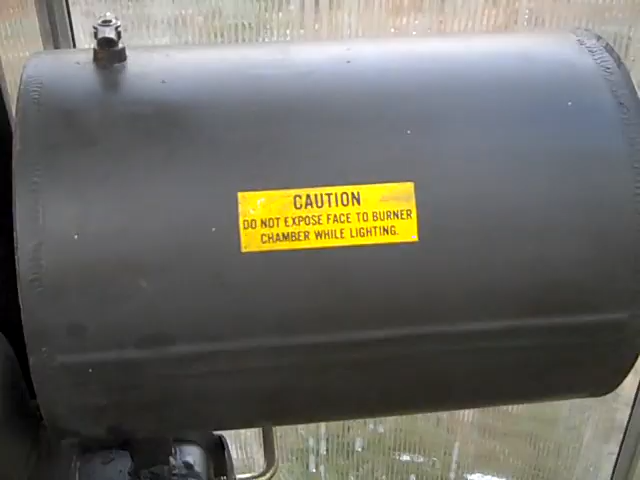 CAUTION
DO NOT EXPOSE FACE TO BURNER
CHAMBER WHILE LIGHTING.